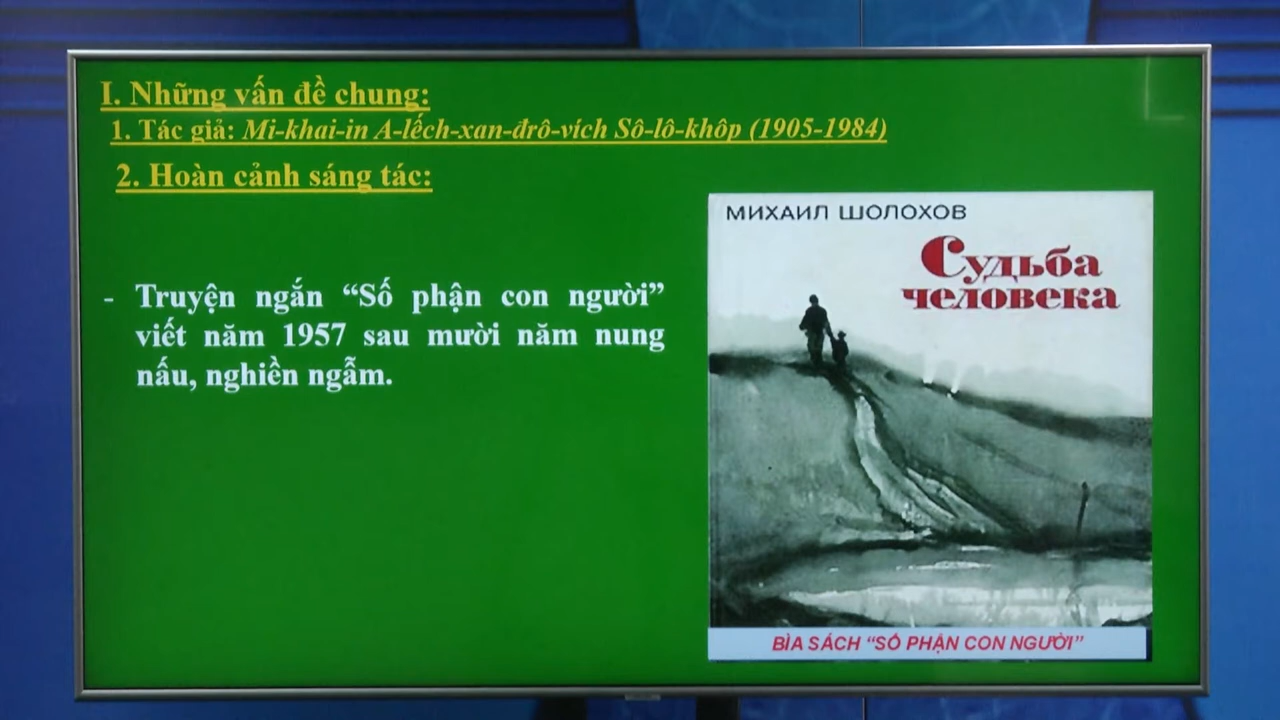 I. Những vấn đề chung:
1. Tác giả: Mi-khai-in A-lếch-xan-đrô-vích Sô-lô-khôp (1905-1984)
2. Hoàn cảnh sáng tác:
- Truyện ngắn “Số phận con người”
viết năm 1957 sau mười năm nung
nấu, nghiền ngẫm.
МИХАИЛ ШОЛОХОВ
Судьба
человека
BÌA SÁCH “SỐ PHẬN CON NGƯỜI”